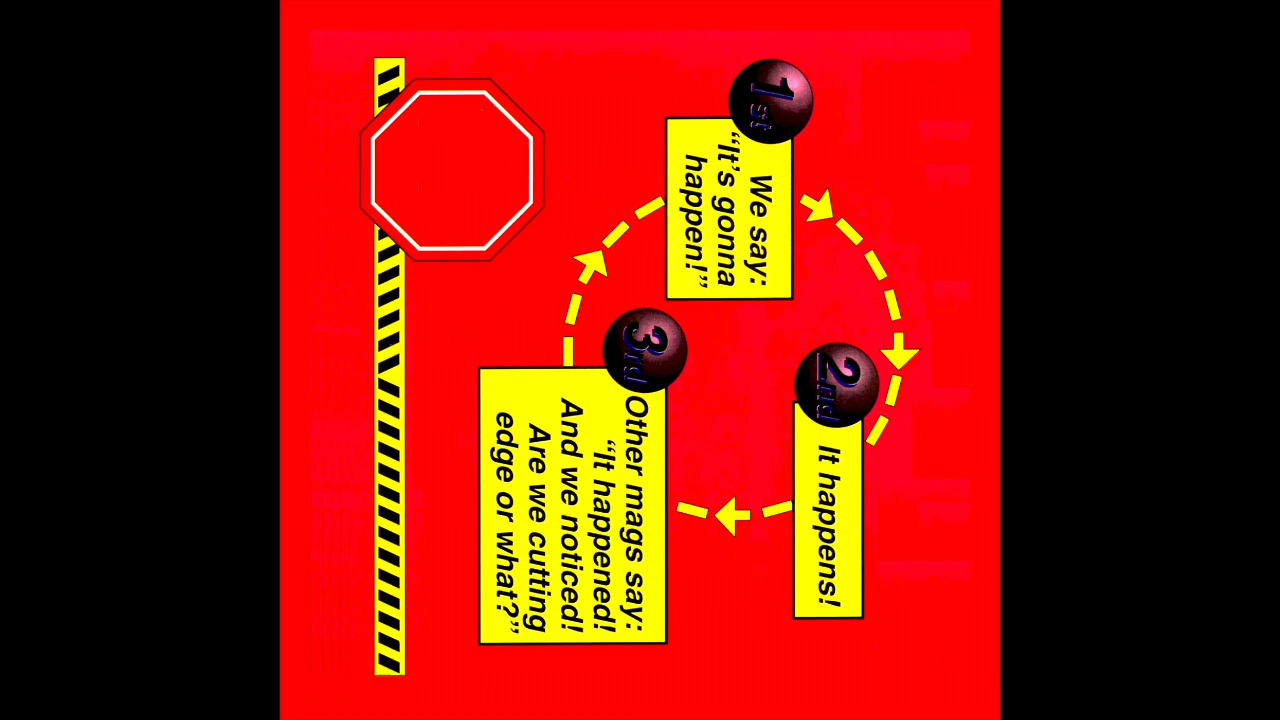 1st
We say:
“It's gonna
happen!”
2nd
It happens!
3rd
Other mags say:
“It happened!
And we noticed!
Are we cutting
edge or what?”